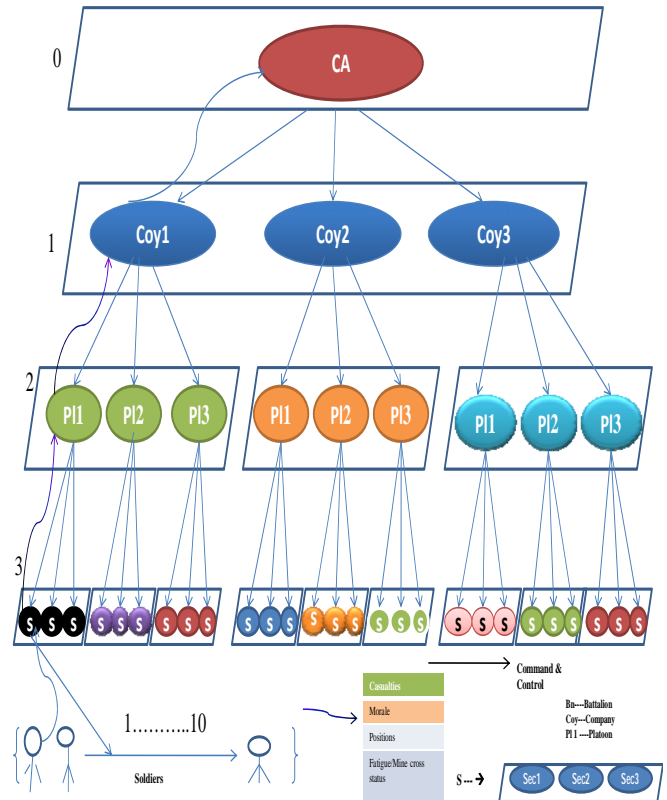 0
CA
1
Coy1 Coy2 Coy3
2
Pl1 Pl2 Pl3 Pl1 Pl2 Pl3 Pl1 Pl2 Pl3
3
S S S S S S S S S S S S S S S S S S S S S S S S S S S
Command &
Control
Casualties
Morale
Positions
Fatigue/Mine cross
status
Bn----Battalion
Coy---Company
Pl 1 ----Platoon
1...........10
Soldiers
S ---
Sec1 Sec2 Sec3